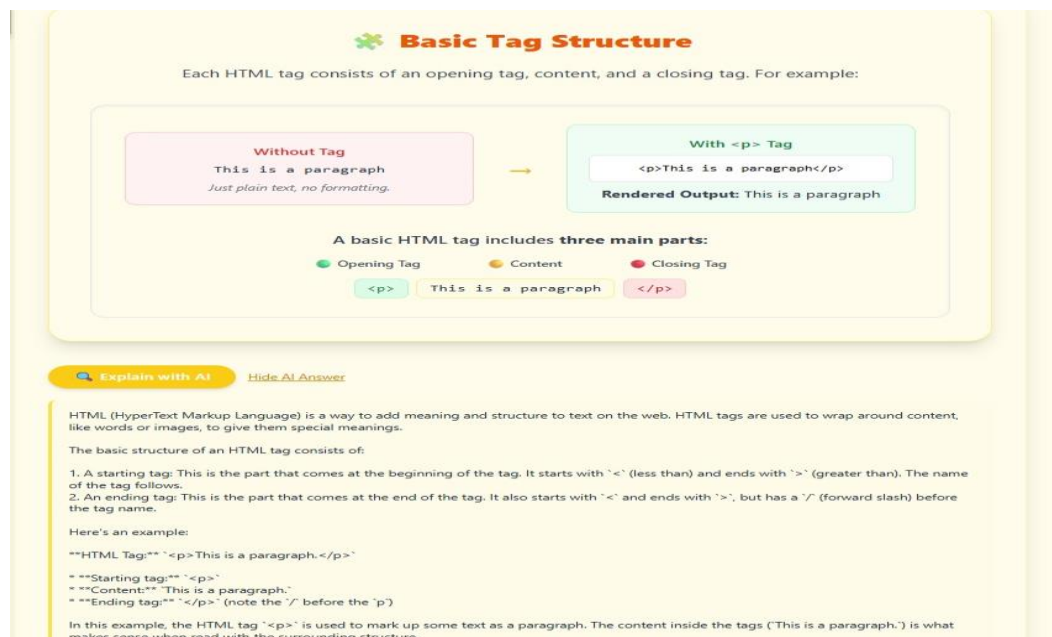 Basic Tag Structure
Each HTML tag consists of an opening tag, content, and a closing tag. For example:
Without Tag
This is a paragraph
Just plain text, no formatting.
→
With <p> Tag
<p>This is a paragraph</p>
Rendered Output: This is a paragraph
A basic HTML tag includes three main parts:
Opening Tag Content Closing Tag
<p> This is a paragraph </p>
Explain with AI Hide AI Answer
HTML (HyperText Markup Language) is a way to add meaning and structure to text on the web. HTML tags are used to wrap around content,
like words or images, to give them special meanings.
The basic structure of an HTML tag consists of:
1. A starting tag: This is the part that comes at the beginning of the tag. It starts with `<` (less than) and ends with `>` (greater than). The name
of the tag follows.
2. An ending tag: This is the part that comes at the end of the tag. It also starts with `<` and ends with `>`, but has a `/` (forward slash) before
the tag name.
Here's an example:
**HTML Tag:** `<p>This is a paragraph.</p>`
* **Starting tag:** `<p>`
* **Content:** `This is a paragraph.`
* **Ending tag:** `</p>` (note the `/` before the `p`)
In this example, the HTML tag `<p>` is used to mark up some text as a paragraph. The content inside the tags (`This is a paragraph.`) is what
makes sense when read with the surrounding structure.